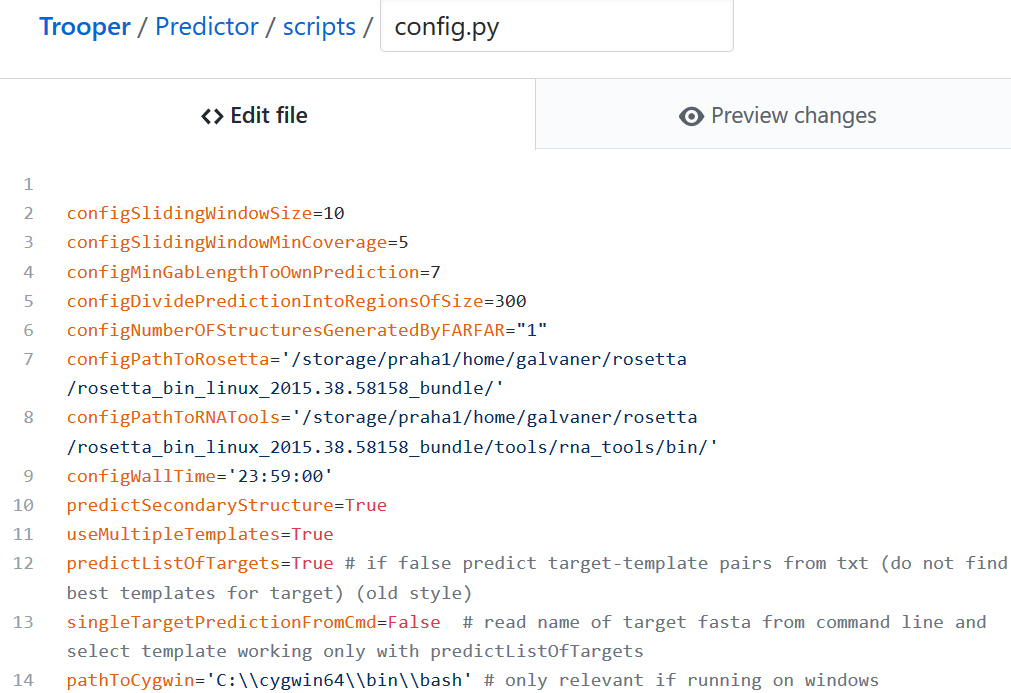 Trooper / Predictor / scripts / config.py
<> Edit file
Preview changes
1
2 configSlidingWindowSize=10
3 configSlidingWindowMinCoverage=5
4 configMinGabLengthToOwnPrediction=7
5 configDividePredictionIntoRegionsOfSize=300
6 configNumberOFStructuresGeneratedByFARFAR="1"
7 configPathToRosetta='/storage/praha1/home/galvaner/rosetta
/rosetta_bin_linux_2015.38.58158_bundle/'
8 configPathToRNATools='/storage/praha1/home/galvaner/rosetta
/rosetta_bin_linux_2015.38.58158_bundle/tools/rna_tools/bin/'
9 configWallTime='23:59:00'
10 predictSecondaryStructure=True
11 useMultipleTemplates=True
12 predictListOfTargets=True # if false predict target-template pairs from txt (do not find
best templates for target) (old style)
13 singleTargetPredictionFromCmd=False  # read name of target fasta from command line and
select template working only with predictListOfTargets
14 pathToCygwin='C:\\cygwin64\\bin\\bash' # only relevant if running on windows